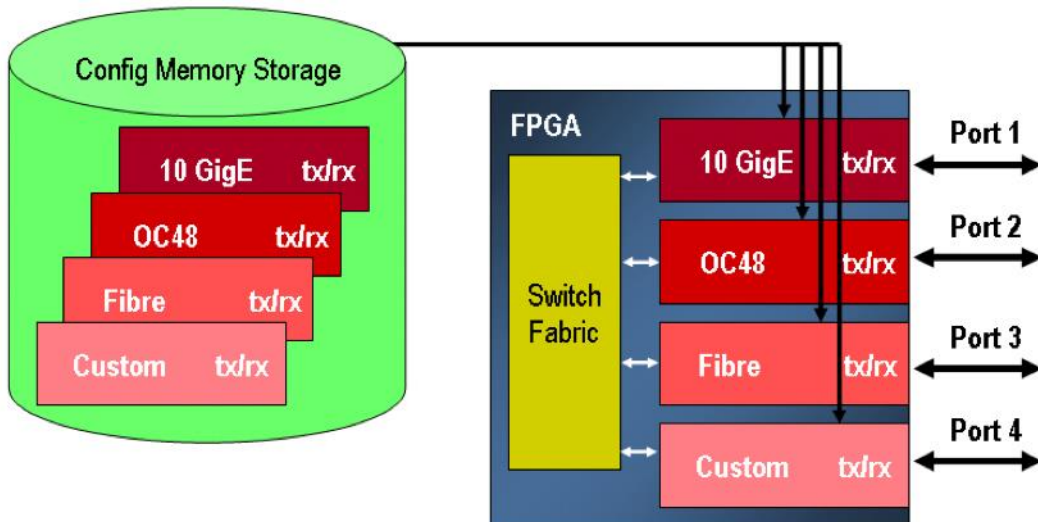 Config Memory Storage
10 GigE tx/rx
OC48 tx/rx
Fibre tx/rx
Custom tx/rx
FPGA
Switch
Fabric
10 GigE tx/rx
OC48 tx/rx
Fibre tx/rx
Custom tx/rx
Port 1
Port 2
Port 3
Port 4